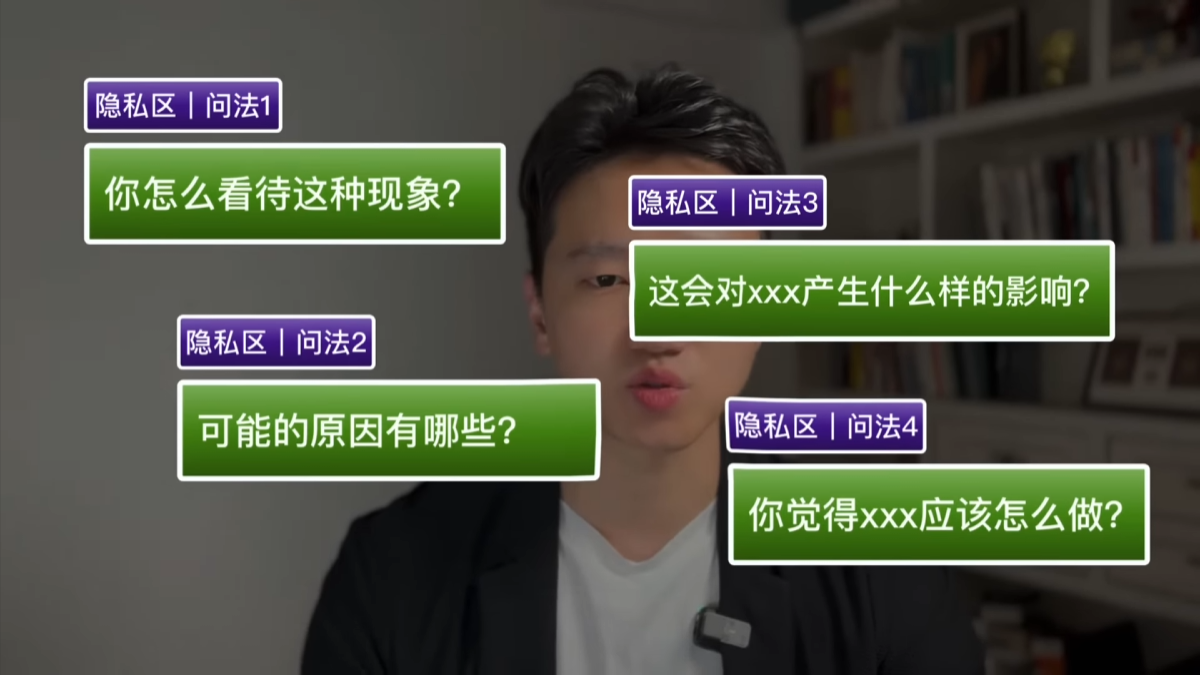 隐私区｜问法1
你怎么看待这种现象？
隐私区｜问法2
可能的原因有哪些？
隐私区｜问法3
这会对xxx产生什么样的影响？
隐私区｜问法4
你觉得xxx应该怎么做？